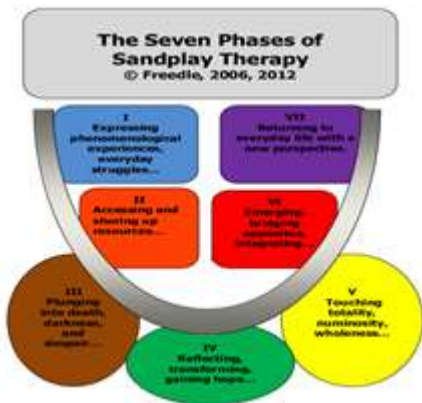 The Seven Phases of
Sandplay Therapy
© Freedle, 2006, 2012
I
Expressing
phenomenological
experiences,
everyday
struggles...
VII
Returning to
everyday life with a
new perspective.
II
Accessing and
shoring up
resources...
VI
Emerging,
bridging
opposites,
integrating...
III
Plunging
into death,
darkness,
and
despair...
IV
Reflecting,
transforming,
gaining hope...
V
Touching
totality,
numinosity,
wholeness...